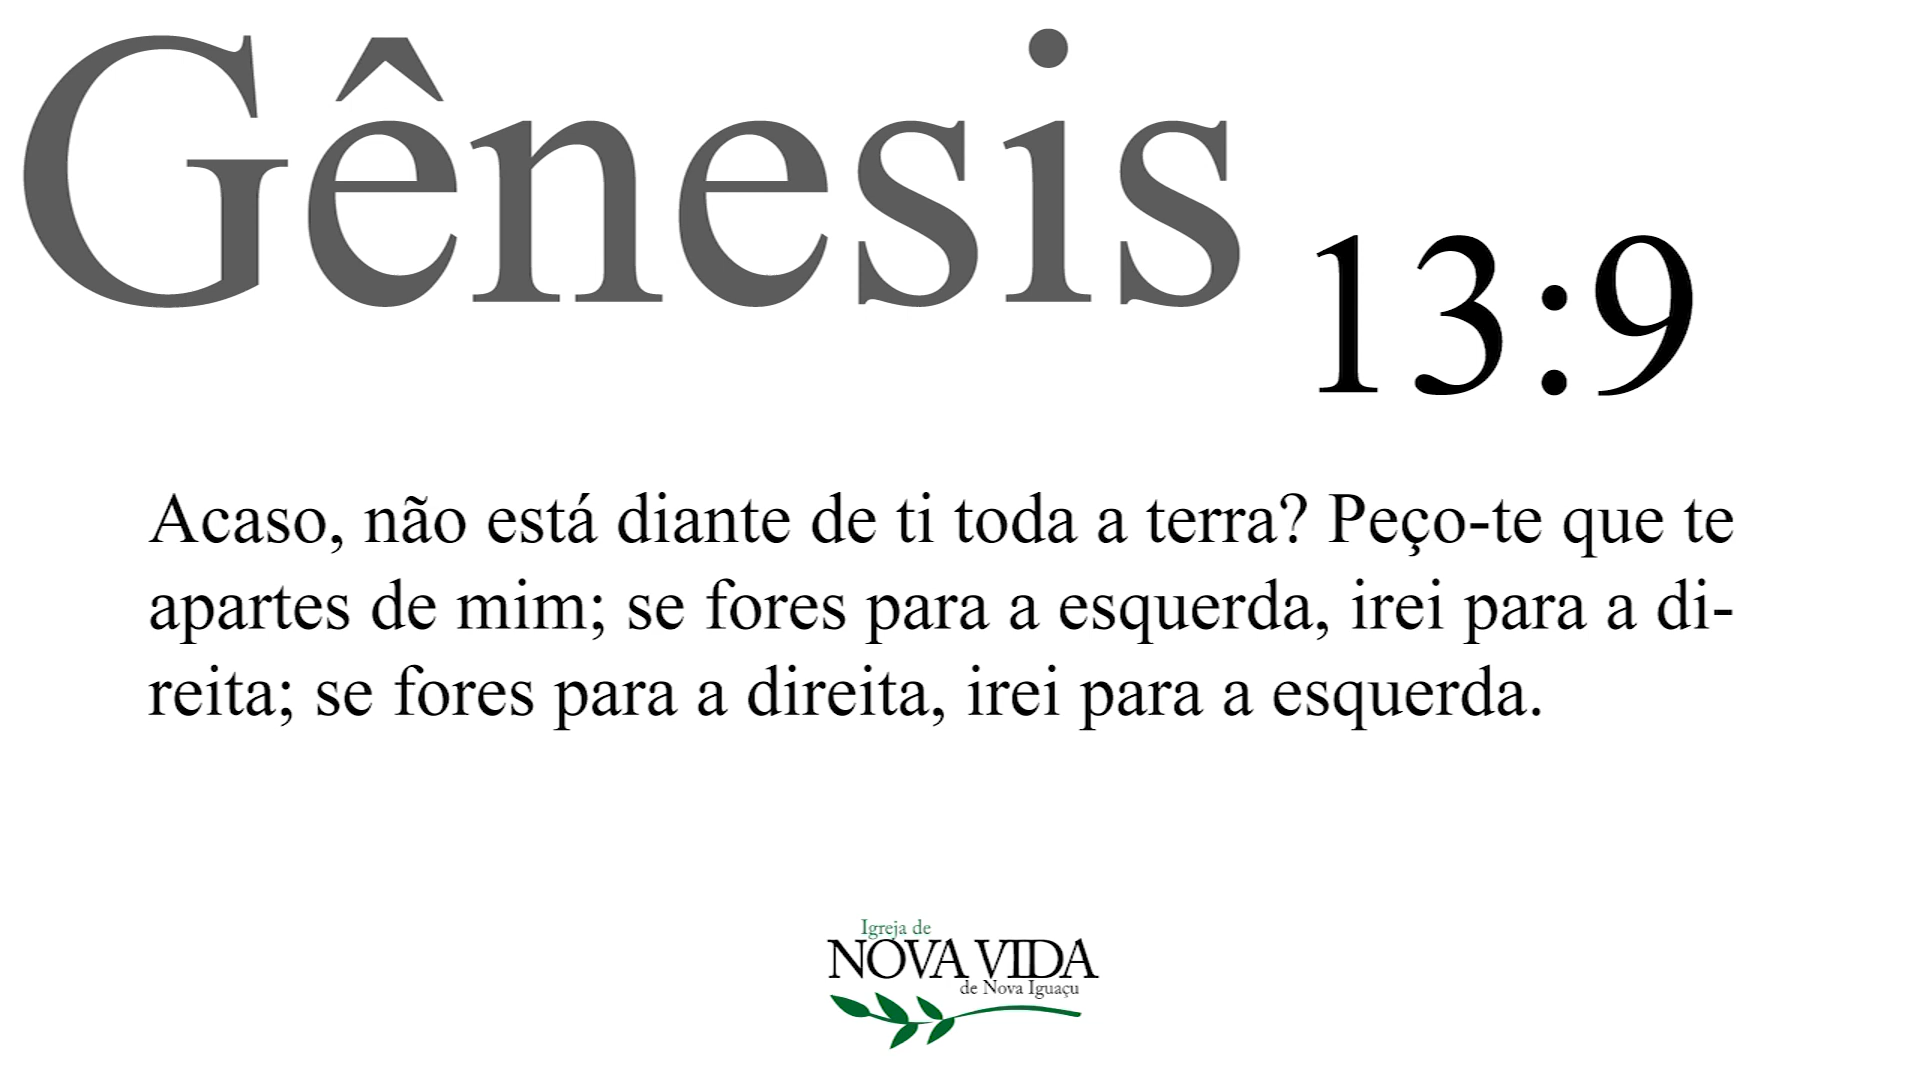 Gênesis 13:9
Acaso, não está diante de ti toda a terra? Peço-te que te
apartes de mim; se fores para a esquerda, irei para a di-
reita; se fores para a direita, irei para a esquerda.
Igreja de
NOVA VIDA
de Nova Iguaçu